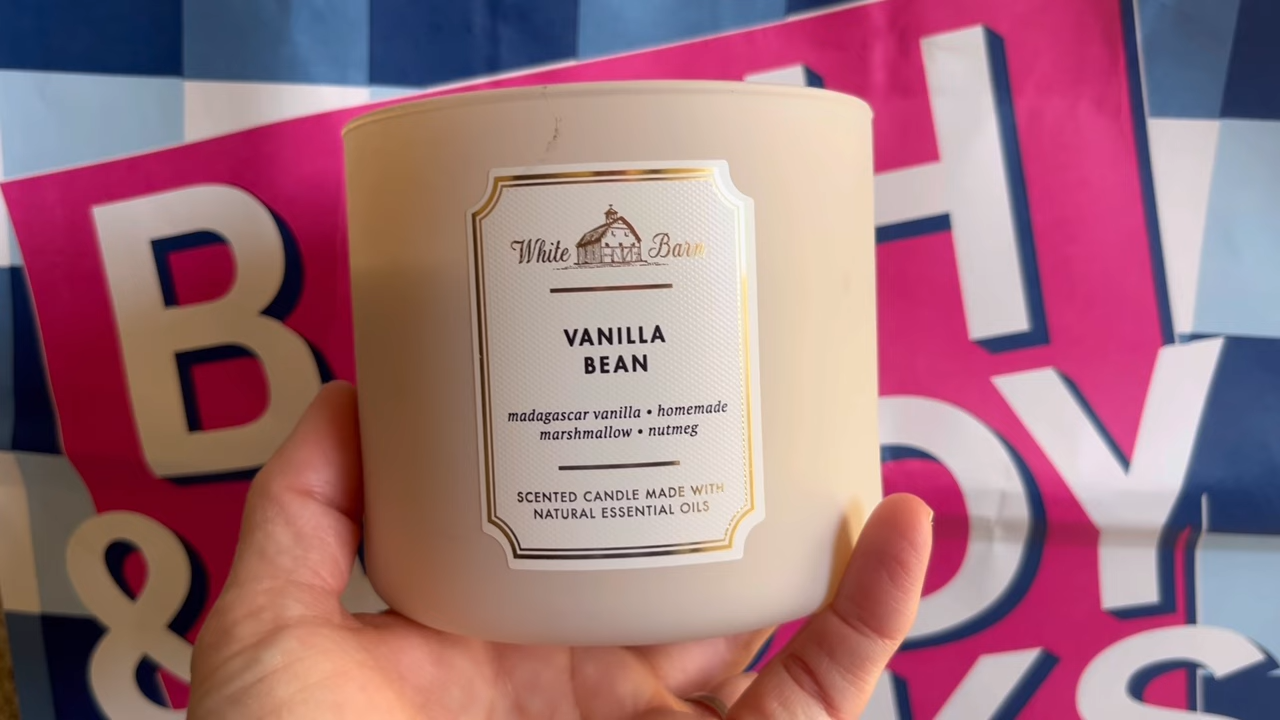 White Barn
VANILLA
BEAN
madagascar vanilla • homemade
marshmallow • nutmeg
SCENTED CANDLE MADE WITH
NATURAL ESSENTIAL OILS
B H
&